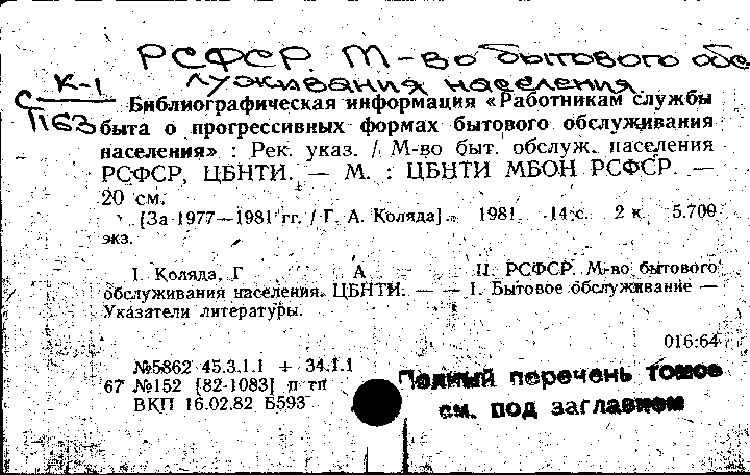 РСФСР. М-во бытового обс
луживания населения.
К-1
С 1163
Библиографическая информация «Работникам службы
быта о прогрессивных формах бытового обслуживания
населения» : Рек. указ. / М-во быт. обслуж. населения
РСФСР, ЦБНТИ. — М. : ЦБНТИ МБОН РСФСР. —
20 см.
[За 1977—1981 гг. / Г. А. Коляда]. 1981. 14 с. 2 к. 5.700
экз.
I. Коляда, Г А II. РСФСР. М-во бытового
обслуживания населения. ЦБНТИ. — — 1. Бытовое обслуживание —
Указатели литературы.
016:64
№5862 45.3.1.1 + 34.1.1
67 №152 [82-1083] п тп
ВКП 16.02.82 Б593
Полный перечень томов
см. под заглавием